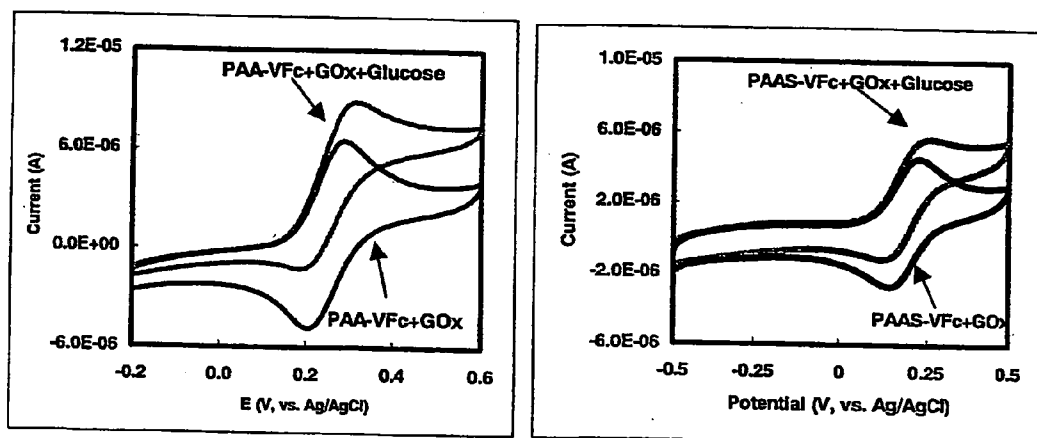 1.2E-05
PAA-VFc+GOx+Glucose
6.0E-06
Current (A)
0.0E+00
PAA-VFc+GOx
-6.0E-06
-0.2 0.0 0.2 0.4 0.6
E (V, vs. Ag/AgCl)
1.0E-05
PAAS-VFc+GOx+Glucose
6.0E-06
Current (A)
2.0E-06
-2.0E-06
PAAS-VFc+GOx
-6.0E-06
-0.5 -0.25 0 0.25 0.5
Potential (V, vs. Ag/AgCl)